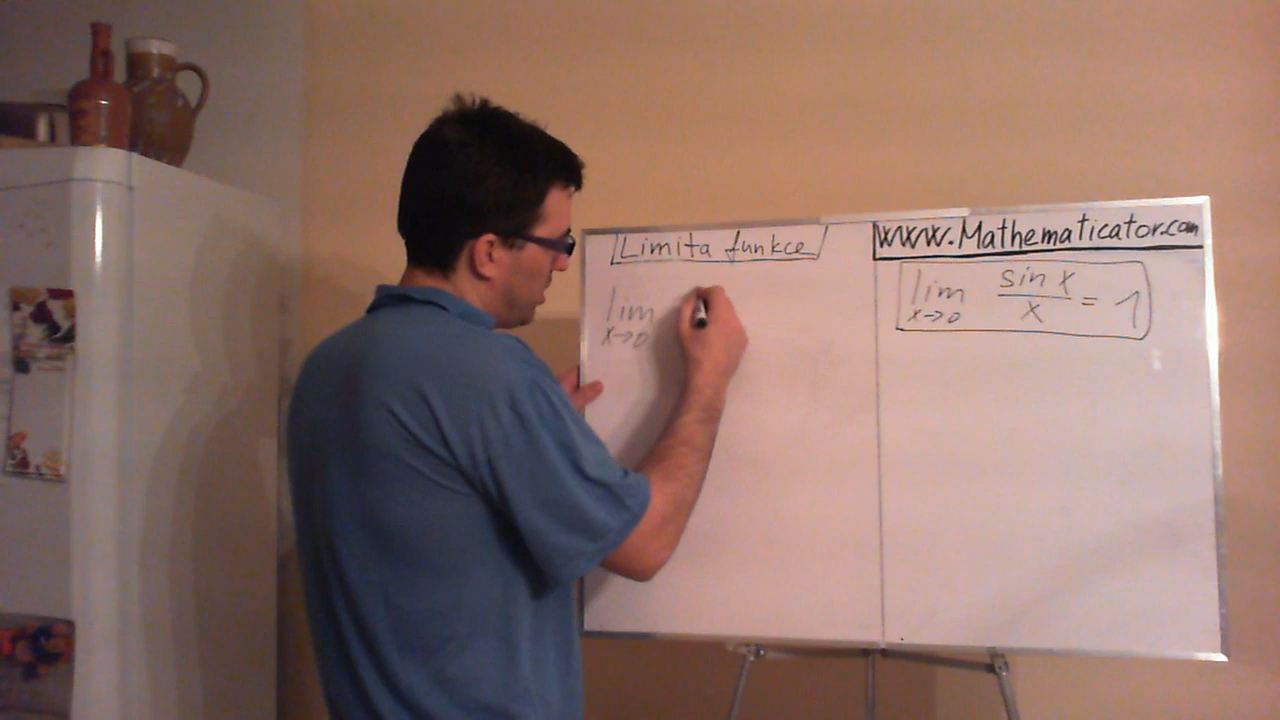 Limita funkce
lim
x→0
www.Mathematicator.com
lim sin x / x = 1
x→0